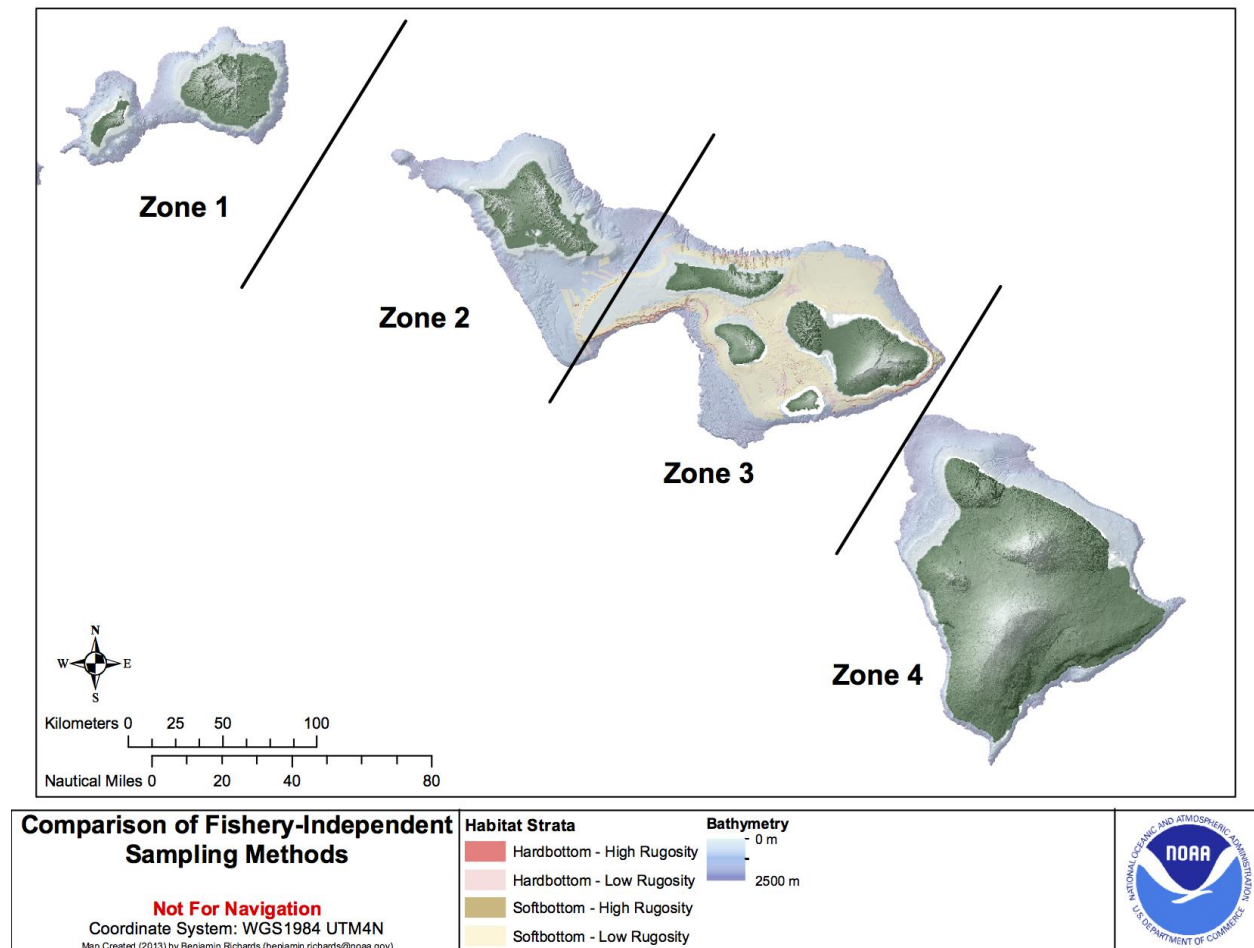 Zone 1
Zone 2
Zone 3
Zone 4
N
W E
S
Kilometers 0 25 50 100
Nautical Miles 0 20 40 80
Comparison of Fishery-Independent
Sampling Methods
Not For Navigation
Coordinate System: WGS1984 UTM4N
Map Created (2013) by Benjamin Richards (benjamin.richards@noaa.gov)
Habitat Strata
Hardbottom - High Rugosity
Hardbottom - Low Rugosity
Softbottom - High Rugosity
Softbottom - Low Rugosity
Bathymetry
0 m
2500 m
NATIONAL OCEANIC AND ATMOSPHERIC ADMINISTRATION
NOAA
U.S. DEPARTMENT OF COMMERCE